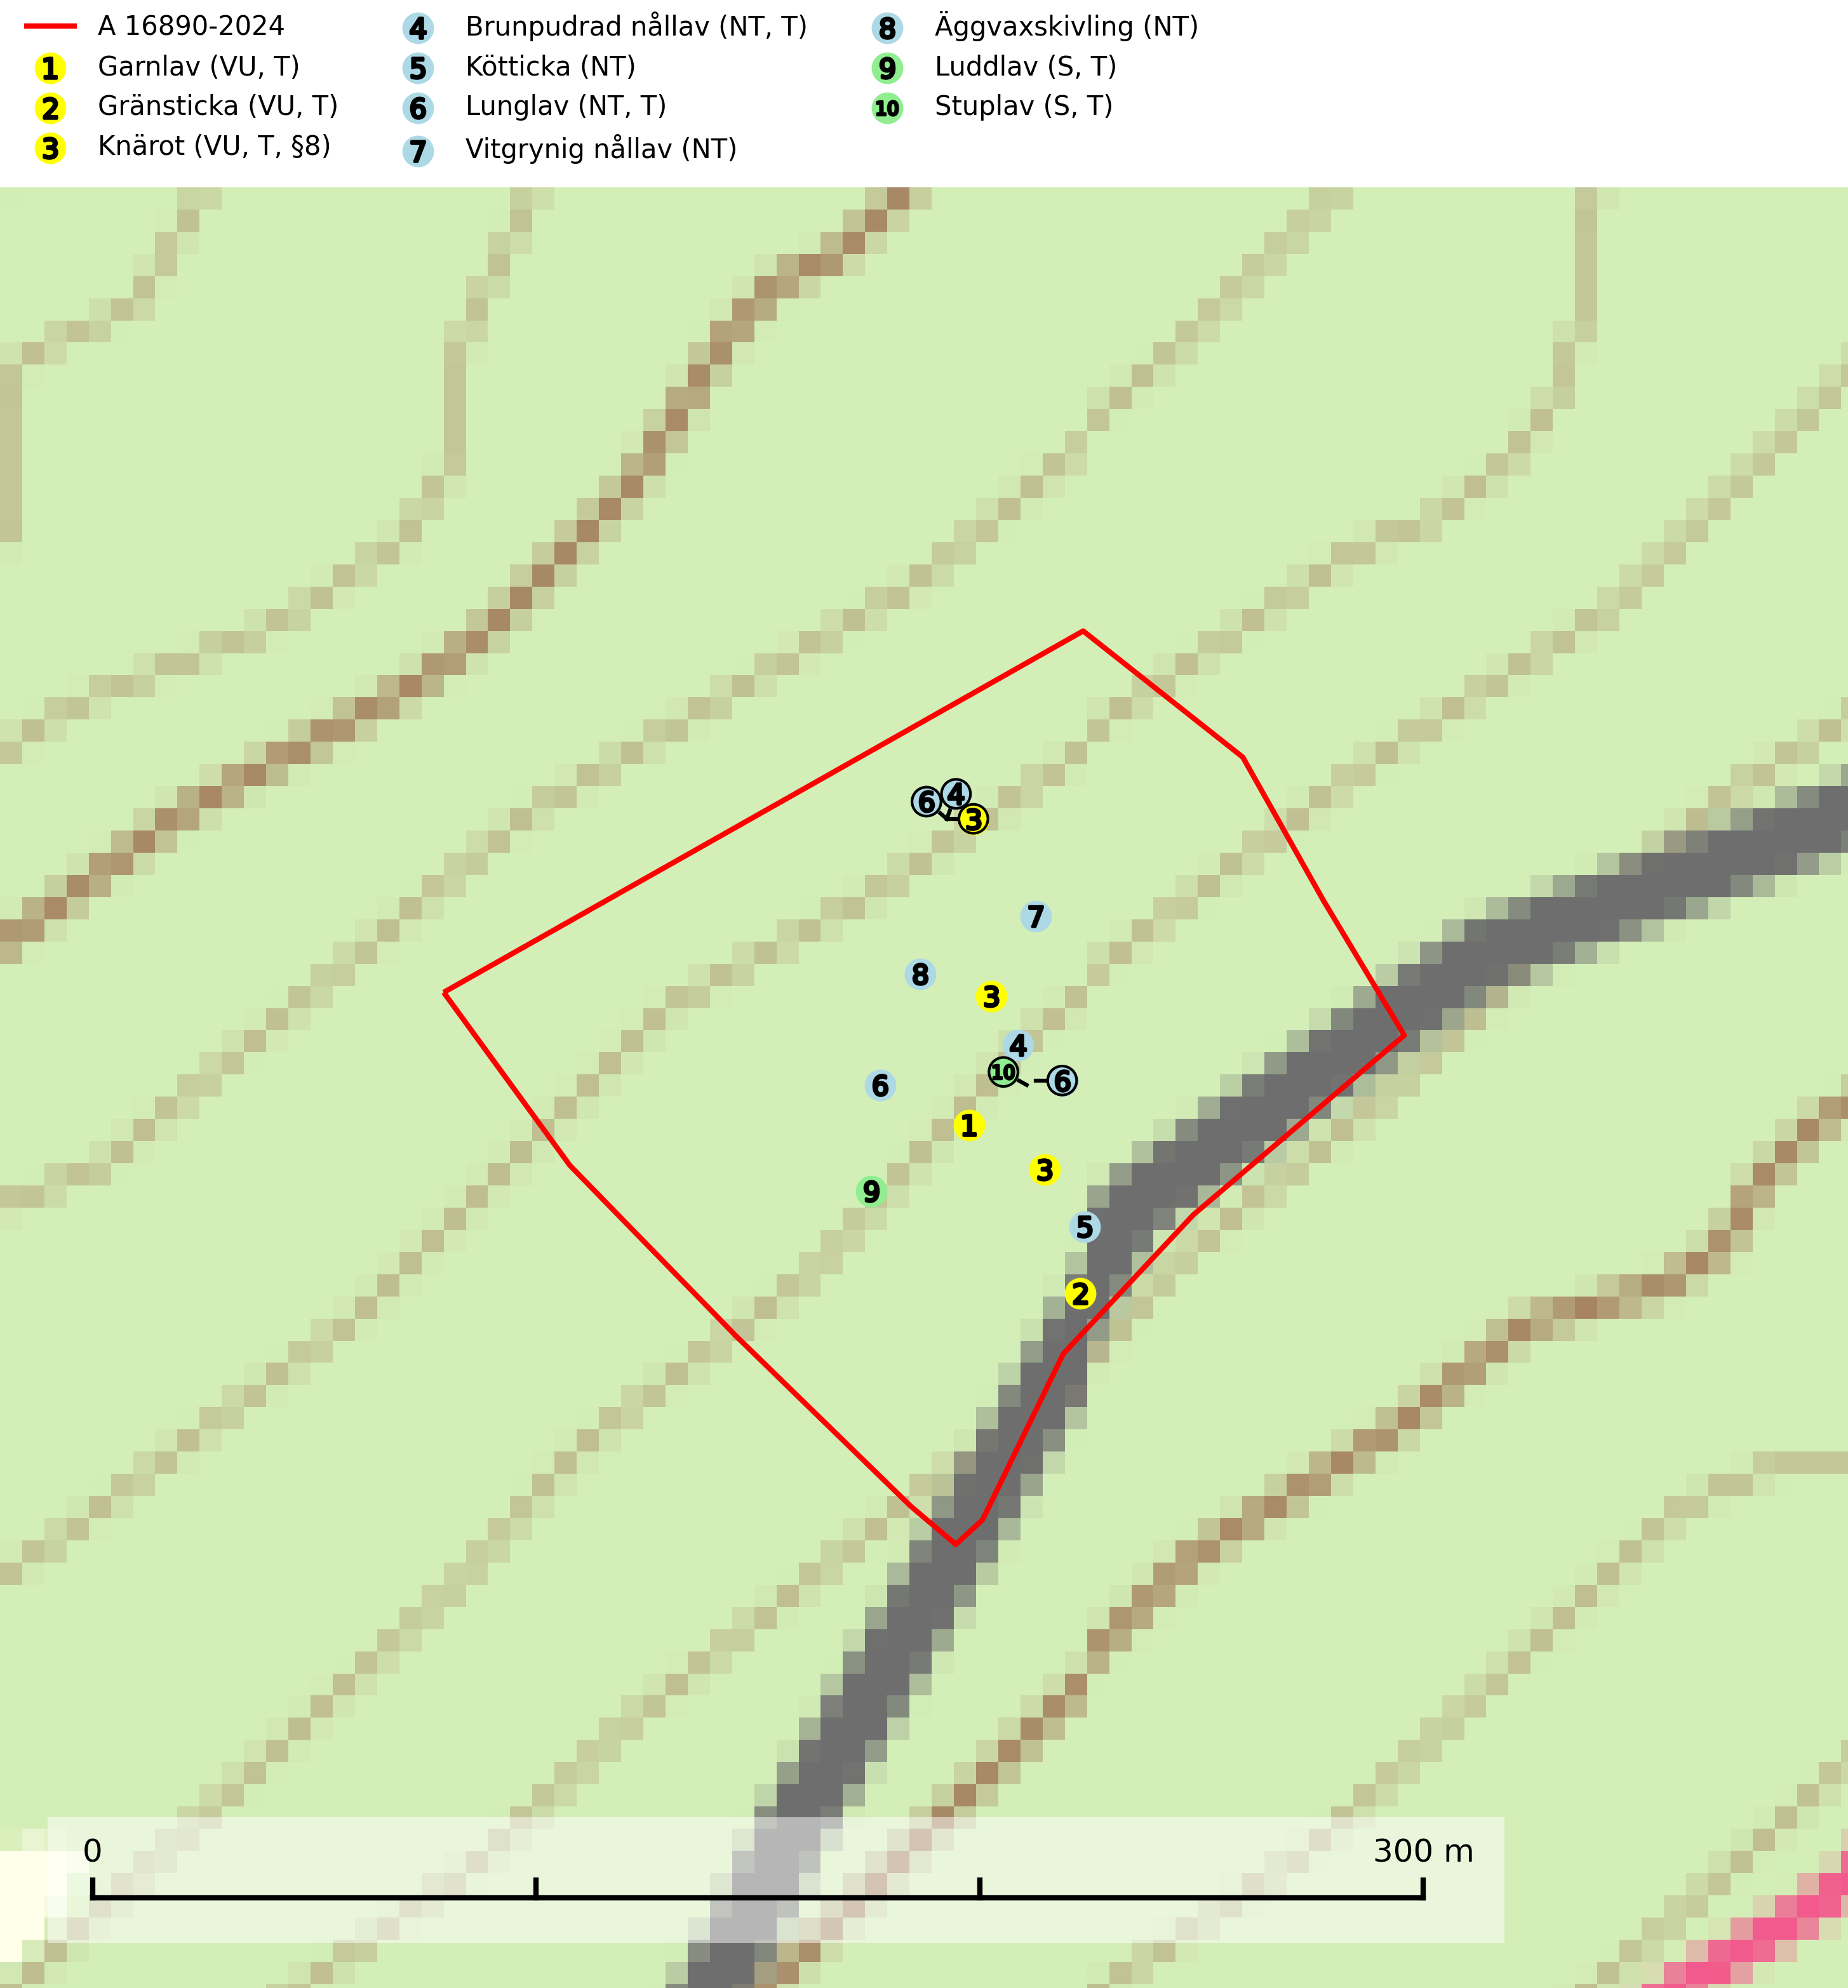 A 16890-2024
1 Garnlav (VU, T)
2 Gränsticka (VU, T)
3 Knärot (VU, T, §8)
4 Brunpudrad nållav (NT, T)
5 Kötticka (NT)
6 Lunglav (NT, T)
7 Vitgrynig nållav (NT)
8 Äggvaxskivling (NT)
9 Luddlav (S, T)
10 Stuplav (S, T)
6 4
3
7
8
3
4
10 6
6
1
3
9
5
2
0 300 m